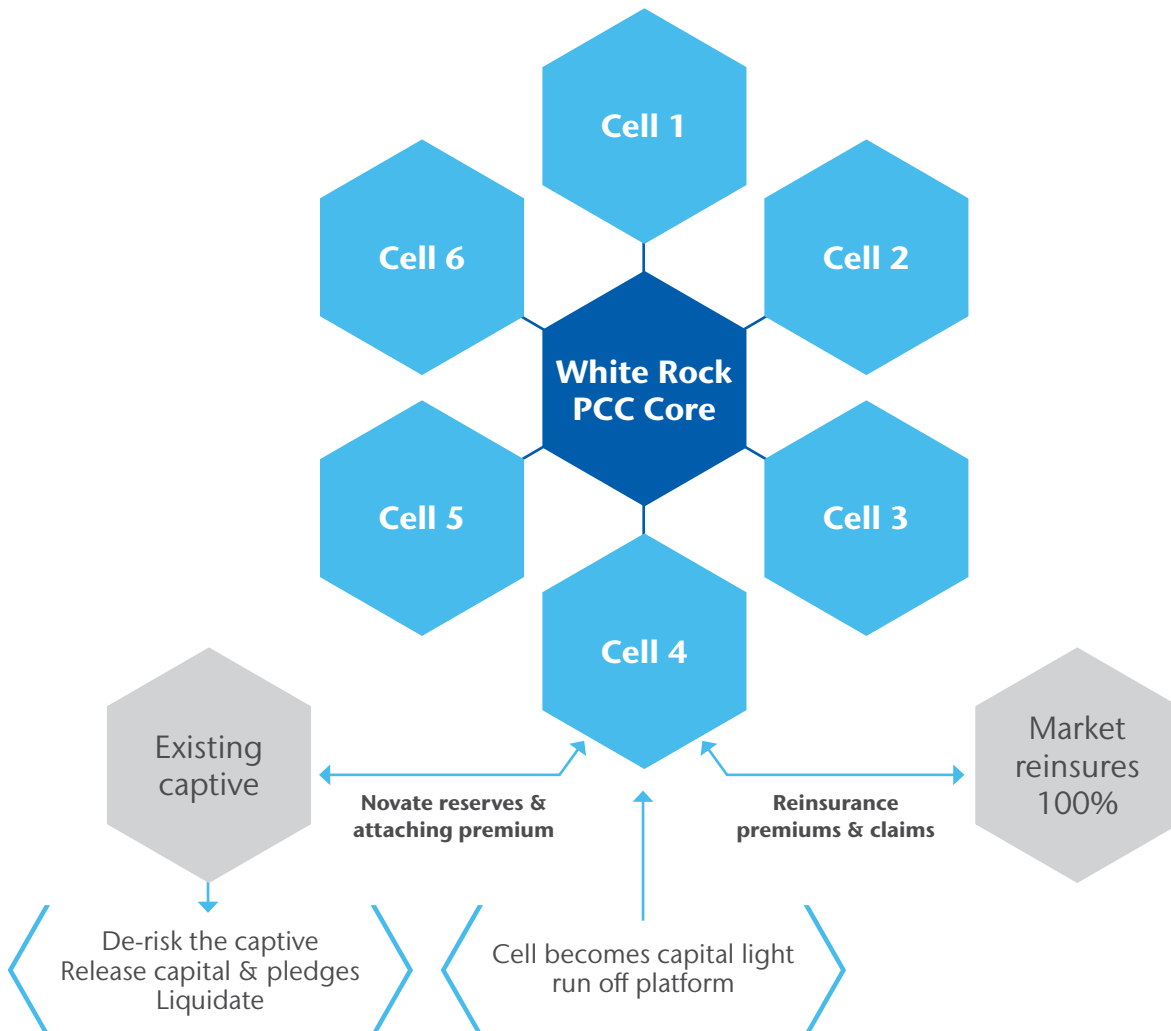 Cell 1
Cell 6
Cell 2
White Rock
PCC Core
Cell 5
Cell 3
Cell 4
Existing
captive
Market
reinsures
100%
Novate reserves &
attaching premium
Reinsurance
premiums & claims
De-risk the captive
Release capital & pledges
Liquidate
Cell becomes capital light
run off platform